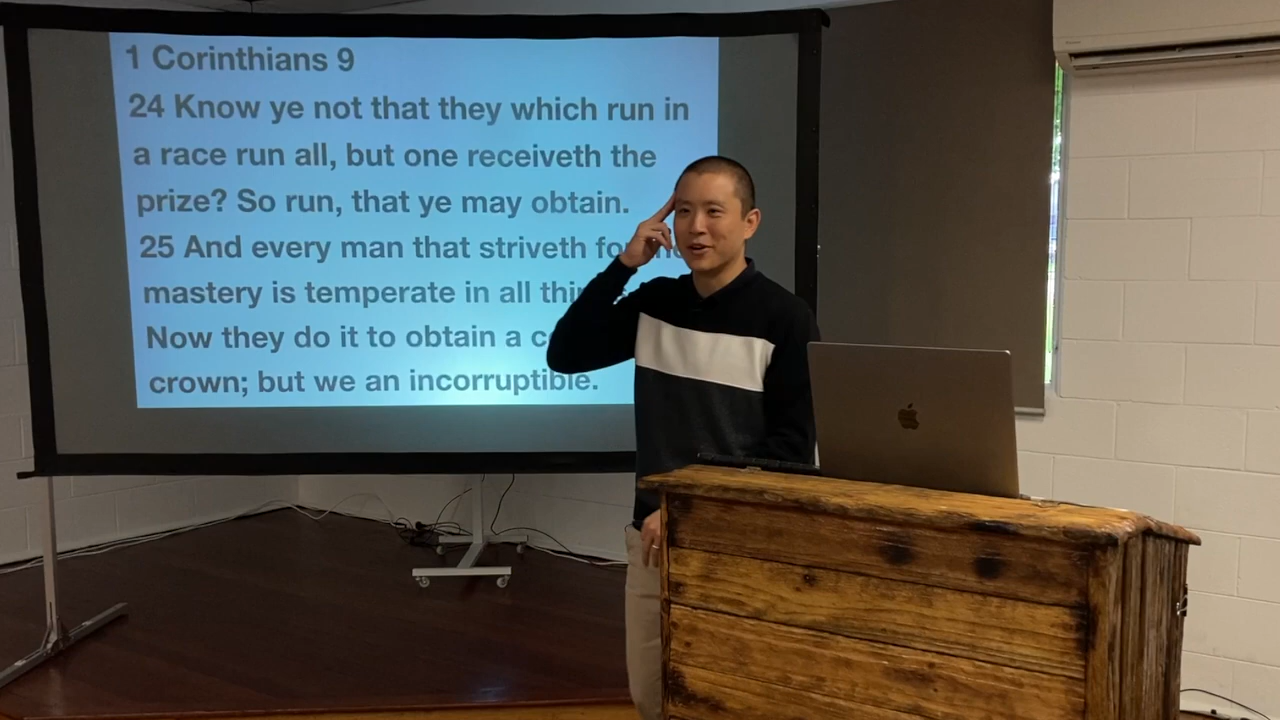 1 Corinthians 9
24 Know ye not that they which run in
a race run all, but one receiveth the
prize? So run, that ye may obtain.
25 And every man that striveth
mastery is temperate in all
Now they do it to obtain a
crown; but we an incorruptible.